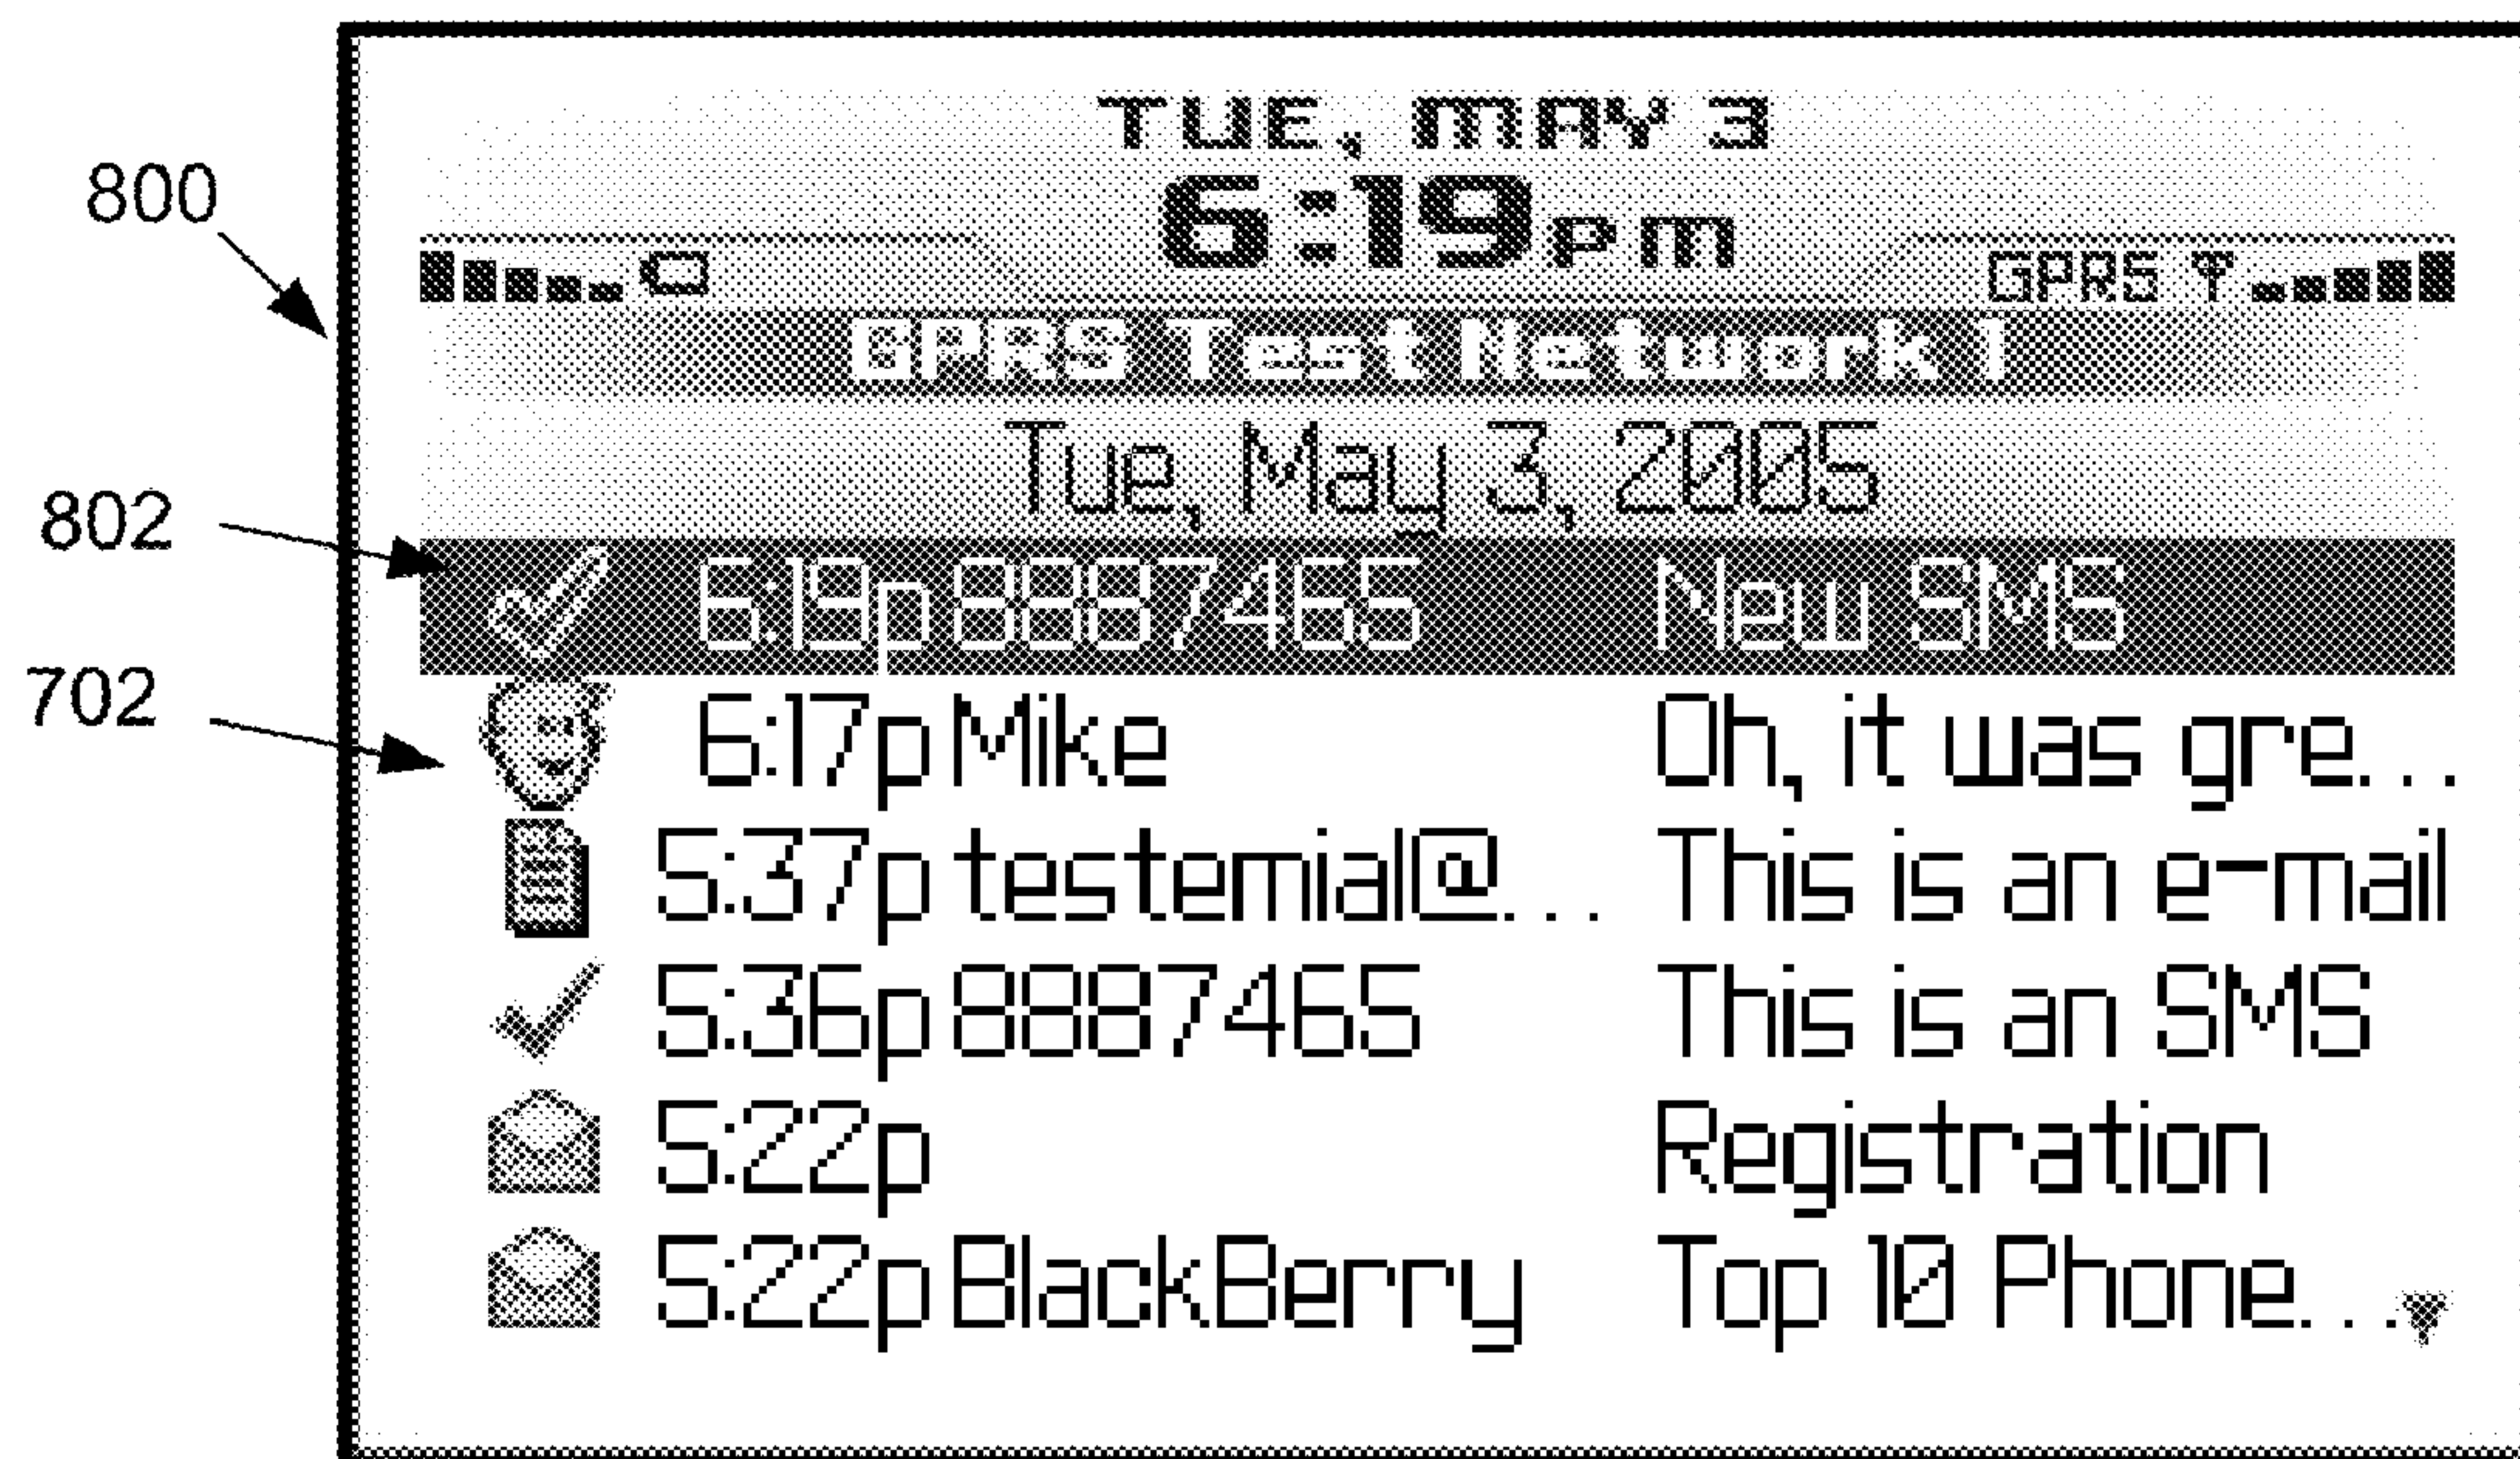 TUE, MAY 3
800
6:19pm
GPRS
GPRS Test Network 1
Tue, May 3, 2005
802
6:19p 8887465 New SMS
702
6:17p Mike Oh, it was gre...
5:37p testemial@... This is an e-mail
5:36p 8887465 This is an SMS
5:22p Registration
5:22p BlackBerry Top 10 Phone...